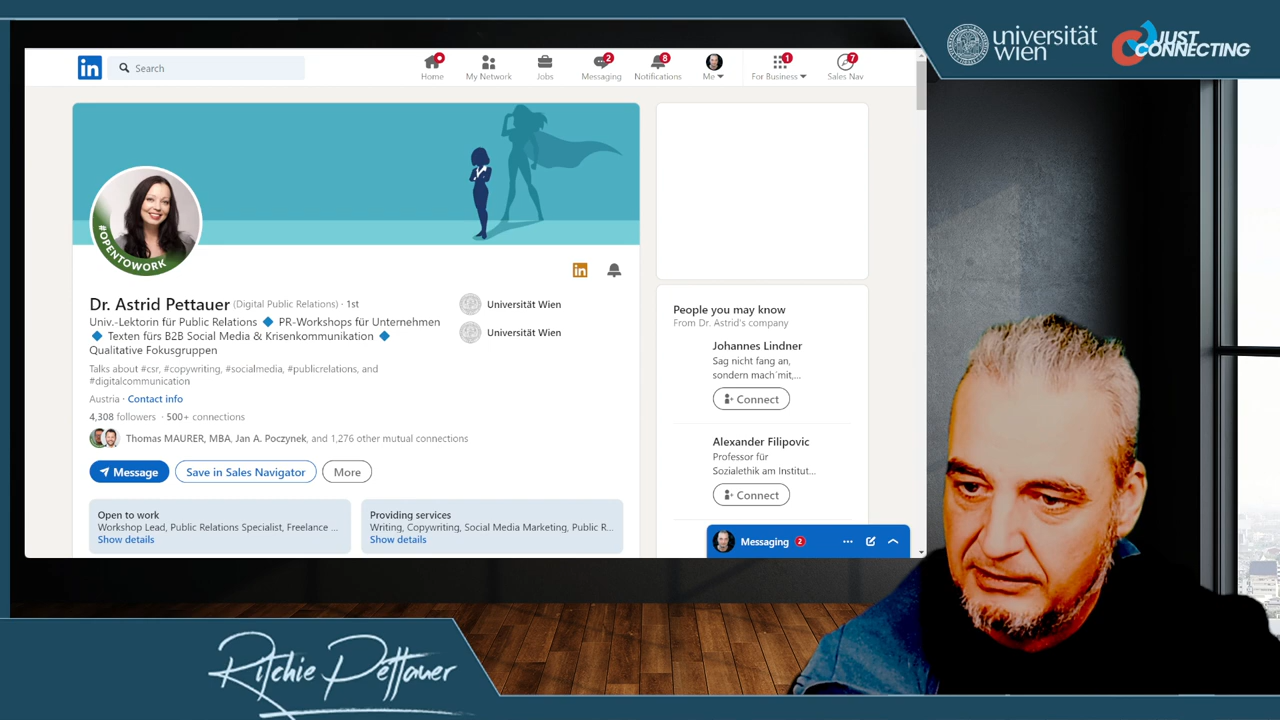 universität
wien
JUST
CONNECTING
in
Search
Home
My Network
Jobs
2
Messaging
8
Notifications
Me
1
For Business
7
Sales Nav
#OPENTOWORK
in
Dr. Astrid Pettauer (Digital Public Relations) · 1st
Univ.-Lektorin für Public Relations 🔷 PR-Workshops für Unternehmen
🔷 Texten fürs B2B Social Media & Krisenkommunikation 🔷
Qualitative Fokusgruppen
Talks about #csr, #copywriting, #socialmedia, #publicrelations, and
#digitalcommunication
Austria · Contact info
4,308 followers · 500+ connections
Thomas MAURER, MBA, Jan A. Poczynek, and 1,276 other mutual connections
Message
Save in Sales Navigator
More
Universität Wien
Universität Wien
Open to work
Workshop Lead, Public Relations Specialist, Freelance ...
Show details
Providing services
Writing, Copywriting, Social Media Marketing, Public R...
Show details
People you may know
From Dr. Astrid's company
Johannes Lindner
Sag nicht fang an,
sondern mach´mit,...
Connect
Alexander Filipovic
Professor für
Sozialethik am Institut...
Connect
Messaging 2
Ritchie Pettauer